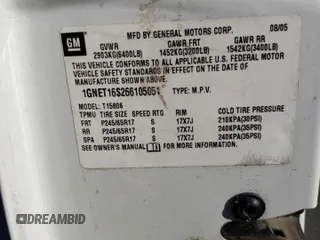 GM
MFD BY GENERAL MOTORS CORP. 08/05
GVWR GAWR FRT GAWR RR
2903KG(6400LB) 1452KG(3200LB) 1542KG(3400LB)
THIS VEHICLE CONFORMS TO ALL APPLICABLE U.S. FEDERAL MOTOR
VEHICLE SAFETY STANDARDS IN EFFECT ON THE DATE OF
MANUFACTURE SHOWN ABOVE.
1GNET16S266105051 TYPE: M.P.V.
MODEL: T15806
TPMU TIRE SIZE SPEED RTG RIM COLD TIRE PRESSURE
FRT P245/65R17 S 17X7J 210KPA(30PSI)
RR P245/65R17 S 17X7J 240KPA(35PSI)
SPA P245/65R17 S 17X7J 240KPA(35PSI)
SEE OWNER'S MANUAL FOR ADDITIONAL INFORMATION
DREAMBID